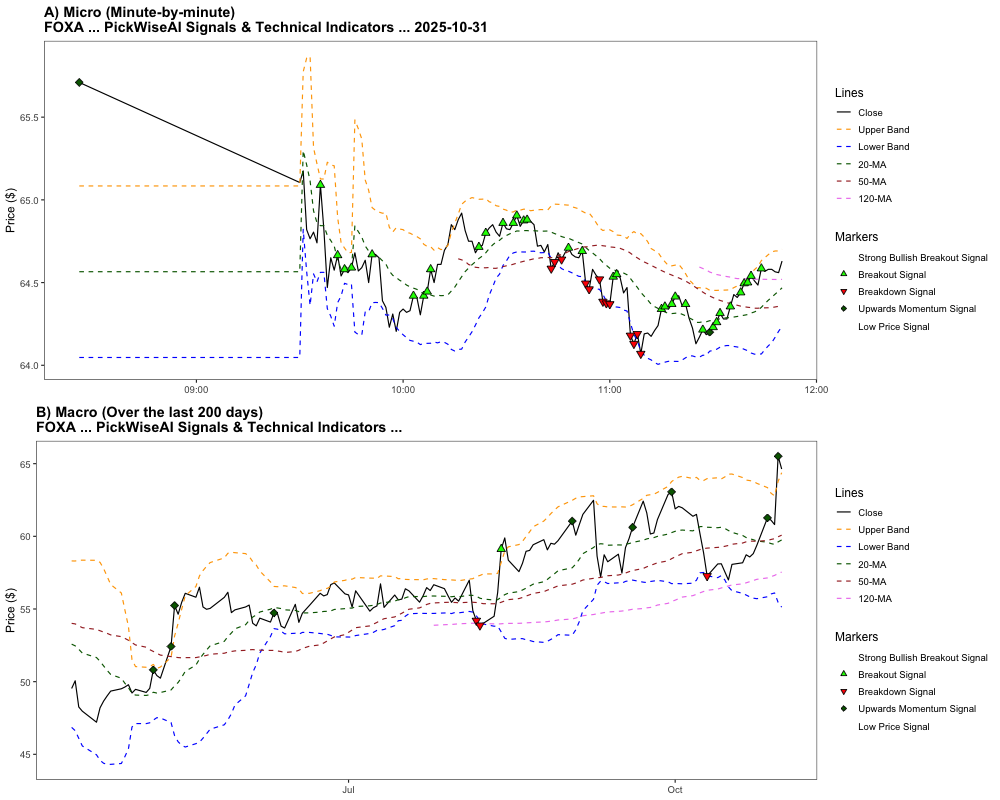 A) Micro (Minute-by-minute)
FOXA ... PickWiseAI Signals & Technical Indicators ... 2025-10-31
Price ($)
65.5
65.0
64.5
64.0
09:00
10:00
11:00
12:00
Lines
Close
Upper Band
Lower Band
20-MA
50-MA
120-MA
Markers
Strong Bullish Breakout Signal
Breakout Signal
Breakdown Signal
Upwards Momentum Signal
Low Price Signal
B) Macro (Over the last 200 days)
FOXA ... PickWiseAI Signals & Technical Indicators ...
Price ($)
65
60
55
50
45
Jul
Oct
Lines
Close
Upper Band
Lower Band
20-MA
50-MA
120-MA
Markers
Strong Bullish Breakout Signal
Breakout Signal
Breakdown Signal
Upwards Momentum Signal
Low Price Signal